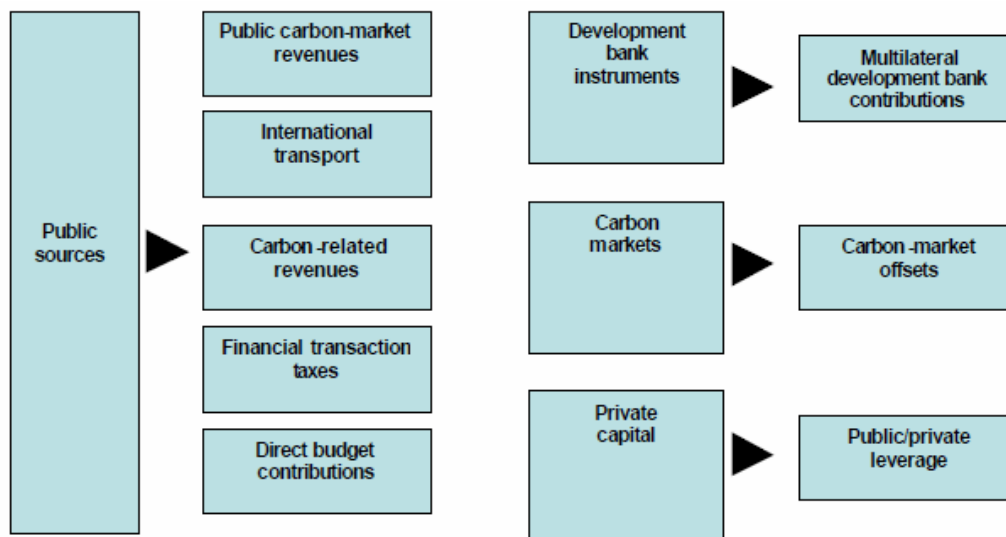 Public
sources
Public carbon-market
revenues
International
transport
Carbon-related
revenues
Financial transaction
taxes
Direct budget
contributions
Development
bank
instruments
Multilateral
development bank
contributions
Carbon
markets
Carbon-market
offsets
Private
capital
Public/private
leverage